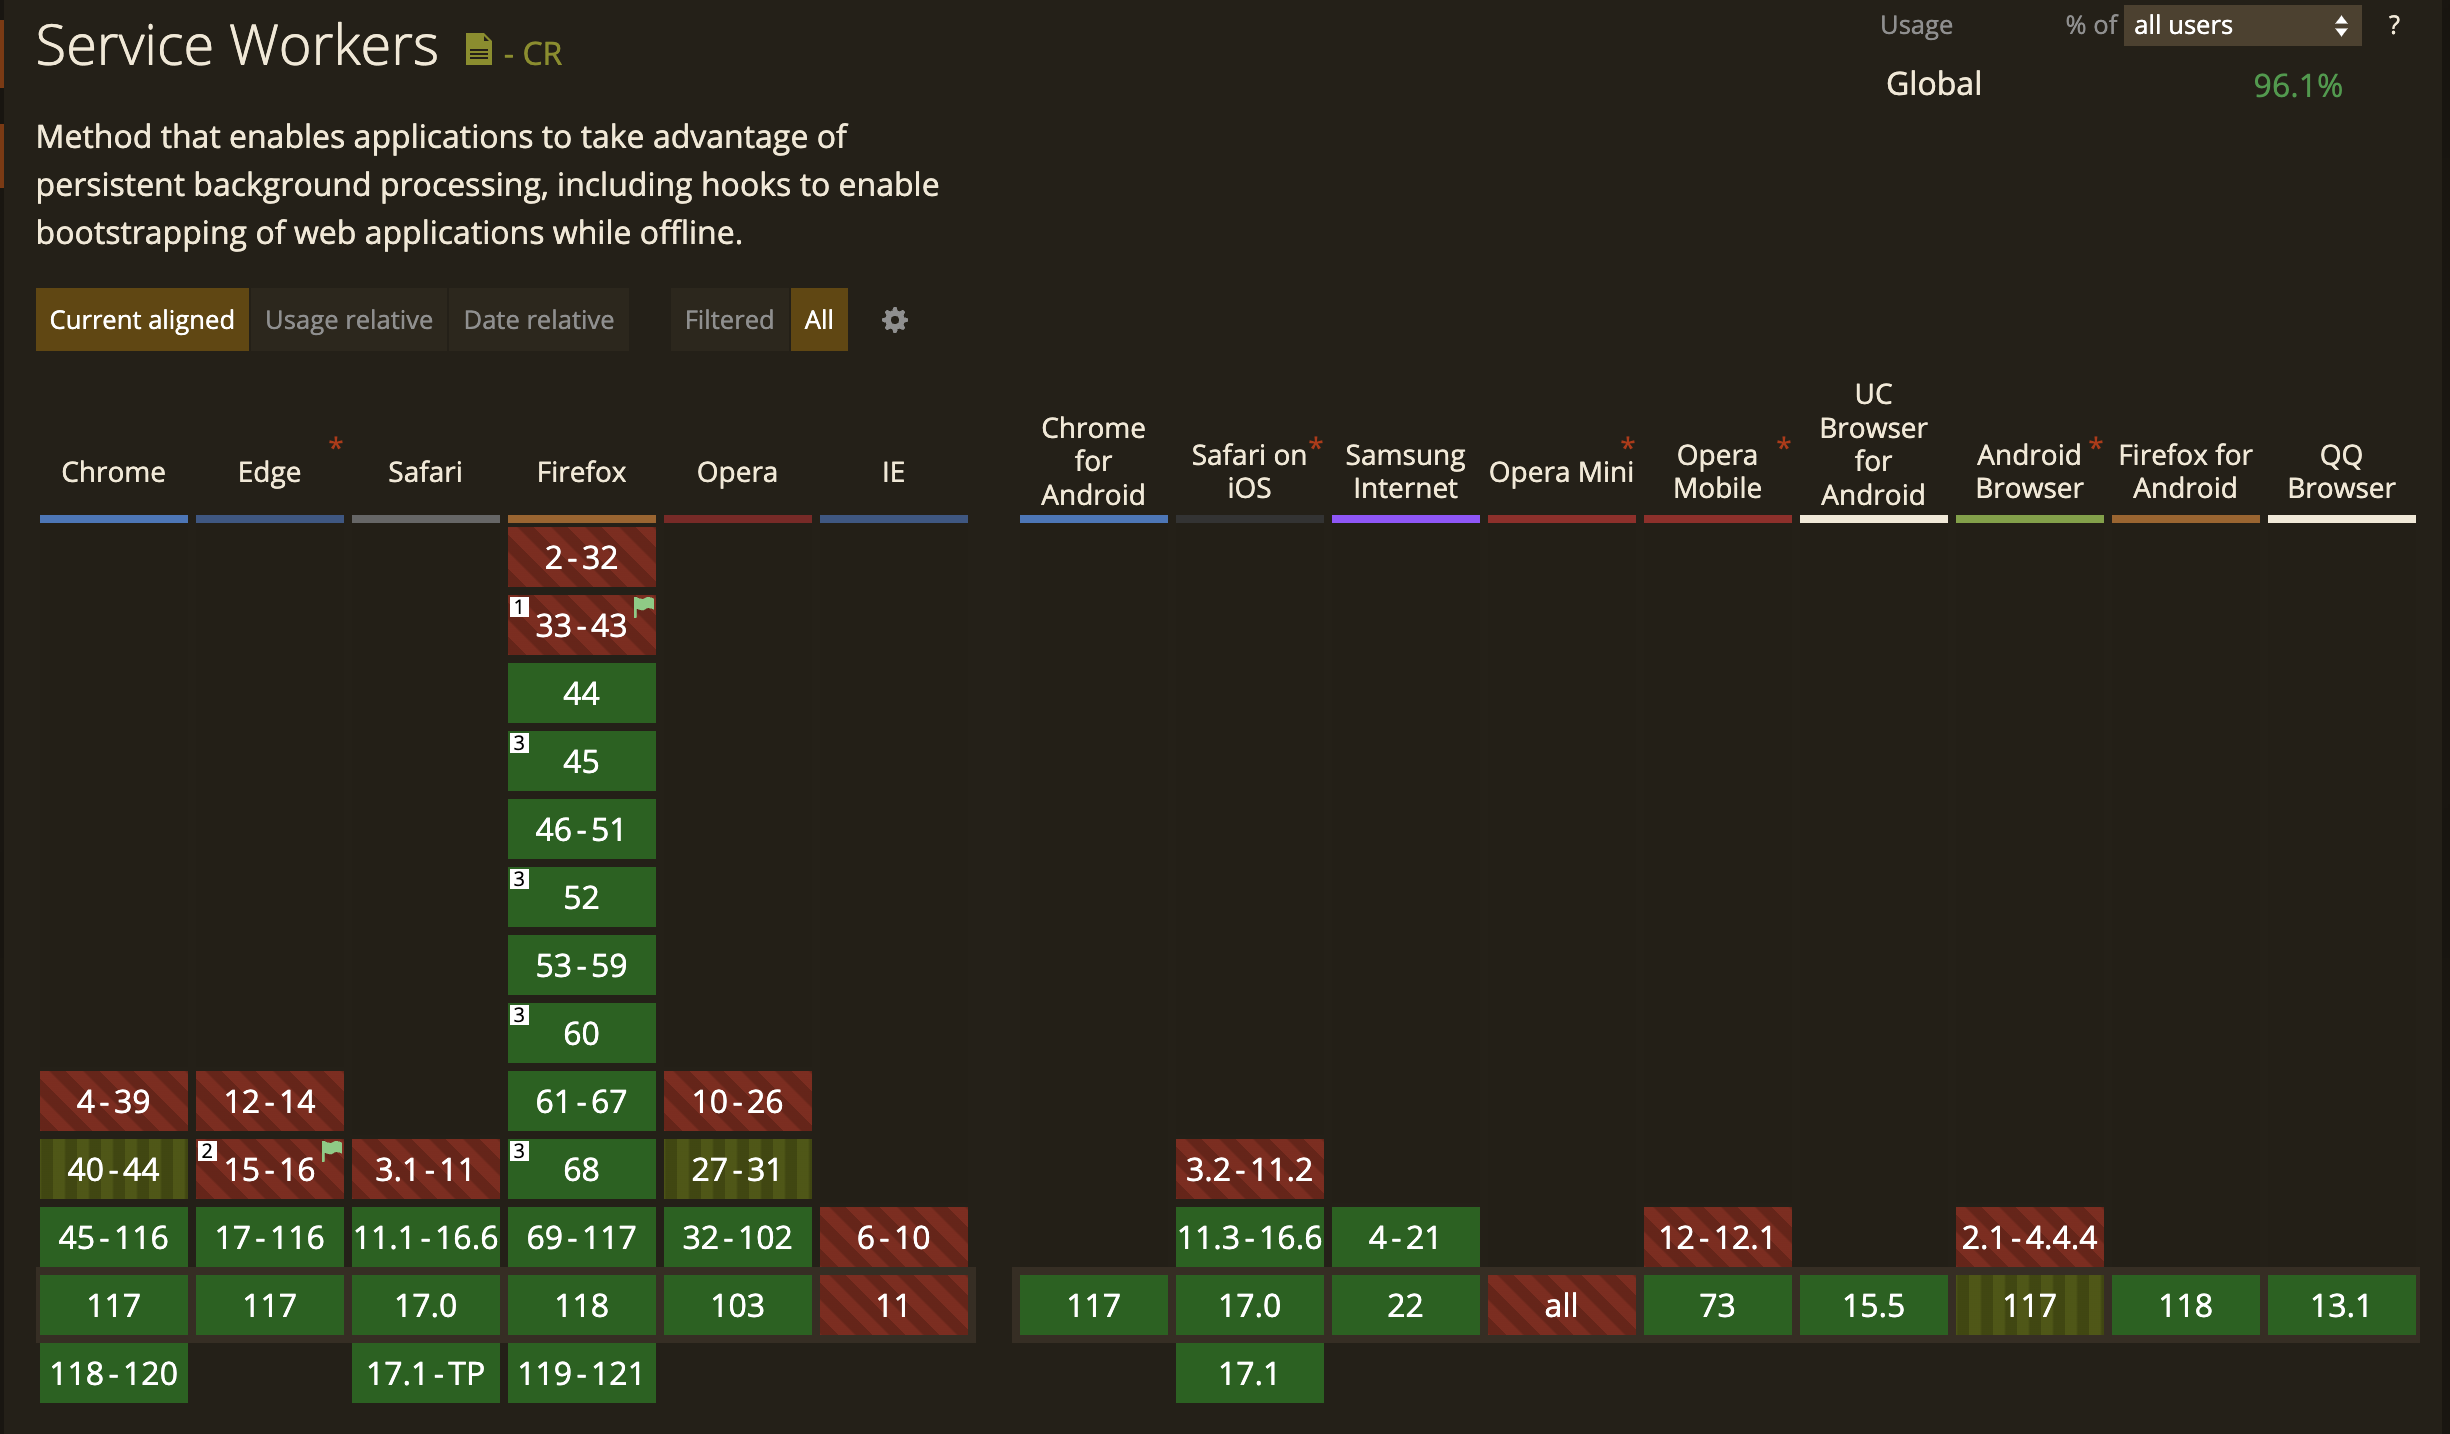 Service Workers - CR
Usage % of all users ?
Global 96.1%
Method that enables applications to take advantage of
persistent background processing, including hooks to enable
bootstrapping of web applications while offline.
Current aligned Usage relative Date relative Filtered All
Chrome
Edge *
Safari
Firefox
Opera
IE
Chrome
for
Android
Safari on *
iOS
Samsung
Internet
Opera Mini *
Opera *
Mobile
UC
Browser
for
Android
Android *
Browser
Firefox for
Android
QQ
Browser
2-32
1 33-43
44
3 45
46-51
3 52
53-59
3 60
4-39 12-14 61-67 10-26
40-44 2 15-16 3.1-11 3 68 27-31 3.2-11.2
45-116 17-116 11.1-16.6 69-117 32-102 6-10 11.3-16.6 4-21 12-12.1 2.1-4.4.4
117 117 17.0 118 103 11 117 17.0 22 all 73 15.5 117 118 13.1
118-120 17.1-TP 119-121 17.1